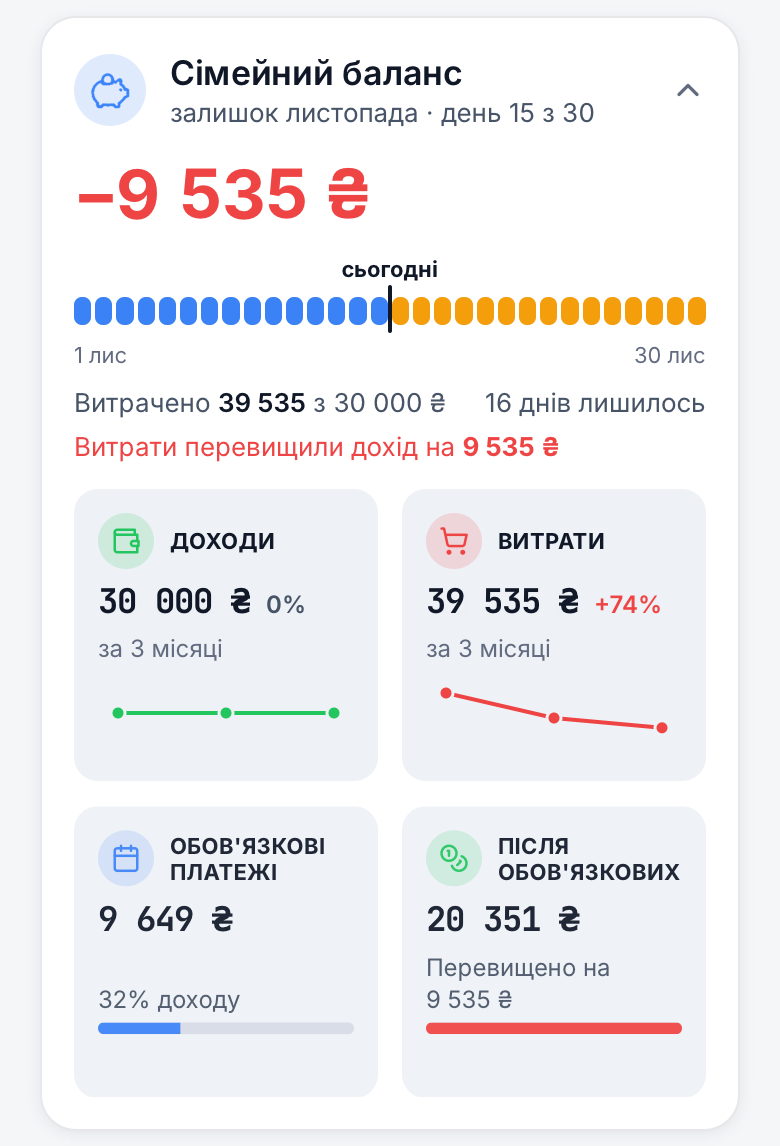 Сімейний баланс
залишок листопада · день 15 з 30
−9 535 ₴
сьогодні
1 лис 30 лис
Витрачено 39 535 з 30 000 ₴ 16 днів лишилось
Витрати перевищили дохід на 9 535 ₴
ДОХОДИ
30 000 ₴ 0%
за 3 місяці
ВИТРАТИ
39 535 ₴ +74%
за 3 місяці
ОБОВ'ЯЗКОВІ
ПЛАТЕЖІ
9 649 ₴
32% доходу
ПІСЛЯ
ОБОВ'ЯЗКОВИХ
20 351 ₴
Перевищено на
9 535 ₴